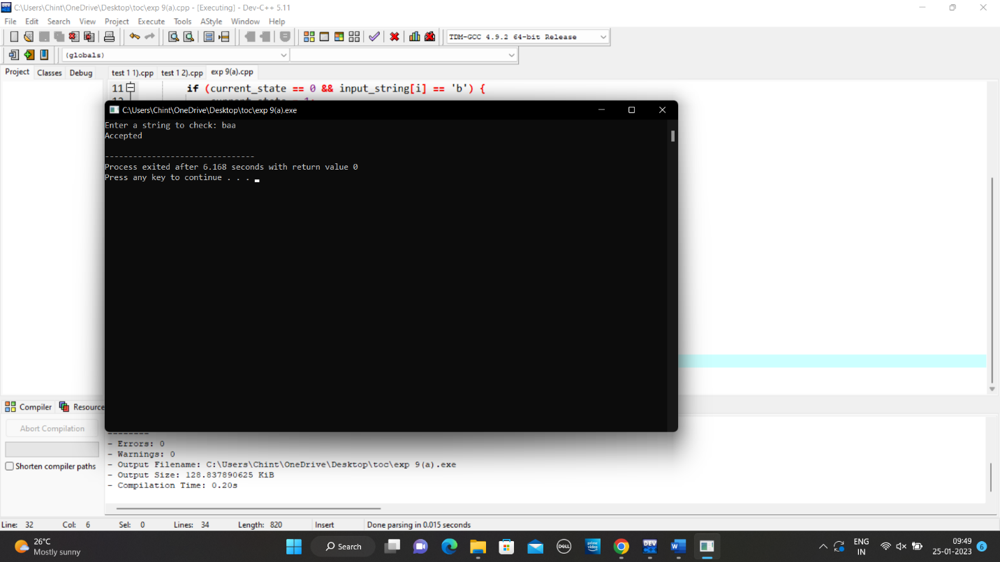 C:\Users\Chint\OneDrive\Desktop\toc\exp 9(a).cpp - [Executing] - Dev-C++ 5.11
File Edit Search View Project Execute Tools AStyle Window Help
TDM-GCC 4.9.2 64-bit Release
(globals)
Project Classes Debug test 1 1).cpp test 1 2).cpp exp 9(a).cpp
11 if (current_state == 0 && input_string[i] == 'b') {
C:\Users\Chint\OneDrive\Desktop\toc\exp 9(a).exe
Enter a string to check: baa
Accepted
--------------------------------
Process exited after 6.168 seconds with return value 0
Press any key to continue . . .
Compiler Resource
Abort Compilation
Shorten compiler paths
--------
- Errors: 0
- Warnings: 0
- Output Filename: C:\Users\Chint\OneDrive\Desktop\toc\exp 9(a).exe
- Output Size: 128.837890625 KiB
- Compilation Time: 0.20s
Line: 32 Col: 6 Sel: 0 Lines: 34 Length: 820 Insert Done parsing in 0.015 seconds
26°C
Mostly sunny
Search
DELL
prime video
DEV C++
W
ENG
IN
09:49
25-01-2023
6